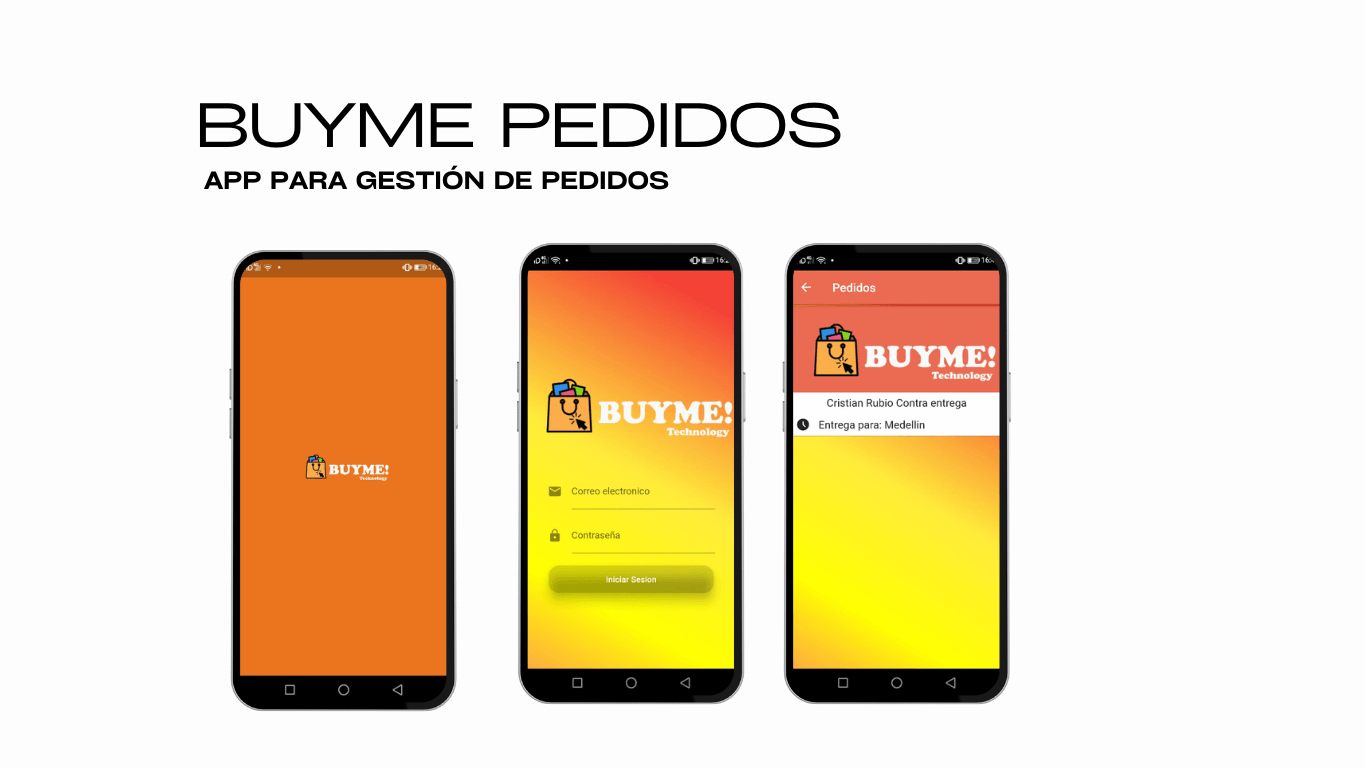 BUYME PEDIDOS
APP PARA GESTIÓN DE PEDIDOS
BUYME!
Technology
BUYME!
Technology
Correo electronico
Contraseña
Iniciar Sesion
Pedidos
BUYME!
Technology
Cristian Rubio Contra entrega
Entrega para: Medellin